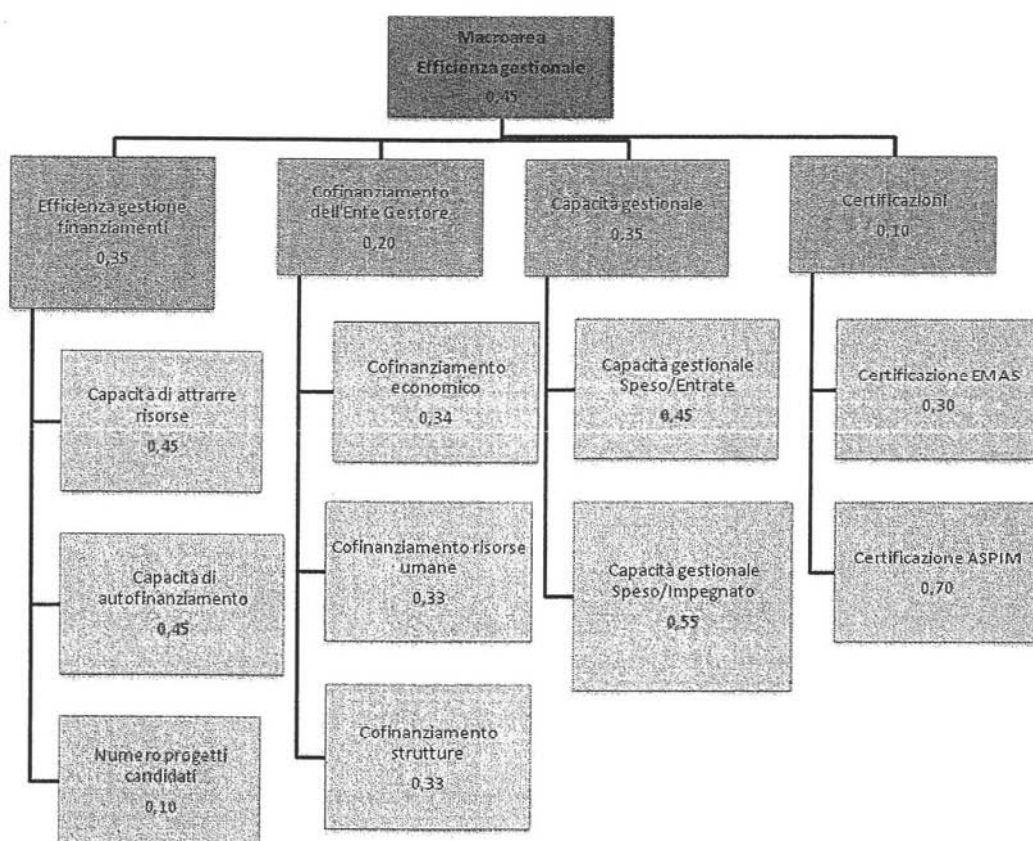 Macroarea
Efficienza gestionale
0,45
Efficienza gestione
finanziamenti
0,35
Capacità di attrarre
risorse
0,45
Capacità di
autofinanziamento
0,45
Numero progetti
candidati
0,10
Cofinanziamento
dell'Ente Gestore
0,20
Cofinanziamento
economico
0,34
Cofinanziamento risorse
umane
0,33
Cofinanziamento
strutture
0,33
Capacità gestionale
0,35
Capacità gestionale
Speso/Entrate
0,45
Capacità gestionale
Speso/Impegnato
0,55
Certificazioni
0,10
Certificazione EMAS
0,30
Certificazione ASPIM
0,70